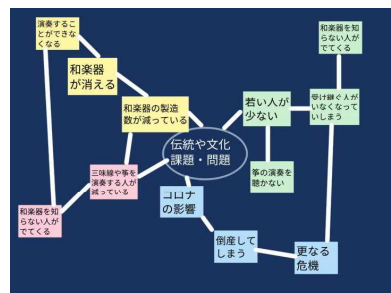 演奏するこ
とができな
くなる
和楽器
が消える
和楽器の製造
数が減っている
三味線や箏を
演奏する人が
減っている
和楽器を知
らない人が
でてくる
伝統や文化
課題・問題
若い人が
少ない
箏の演奏を
聴かない
和楽器を知
らない人が
でてくる
受け継ぐ人が
いなくなって
いしまう
コロナ
の影響
倒産して
しまう
更なる
危機